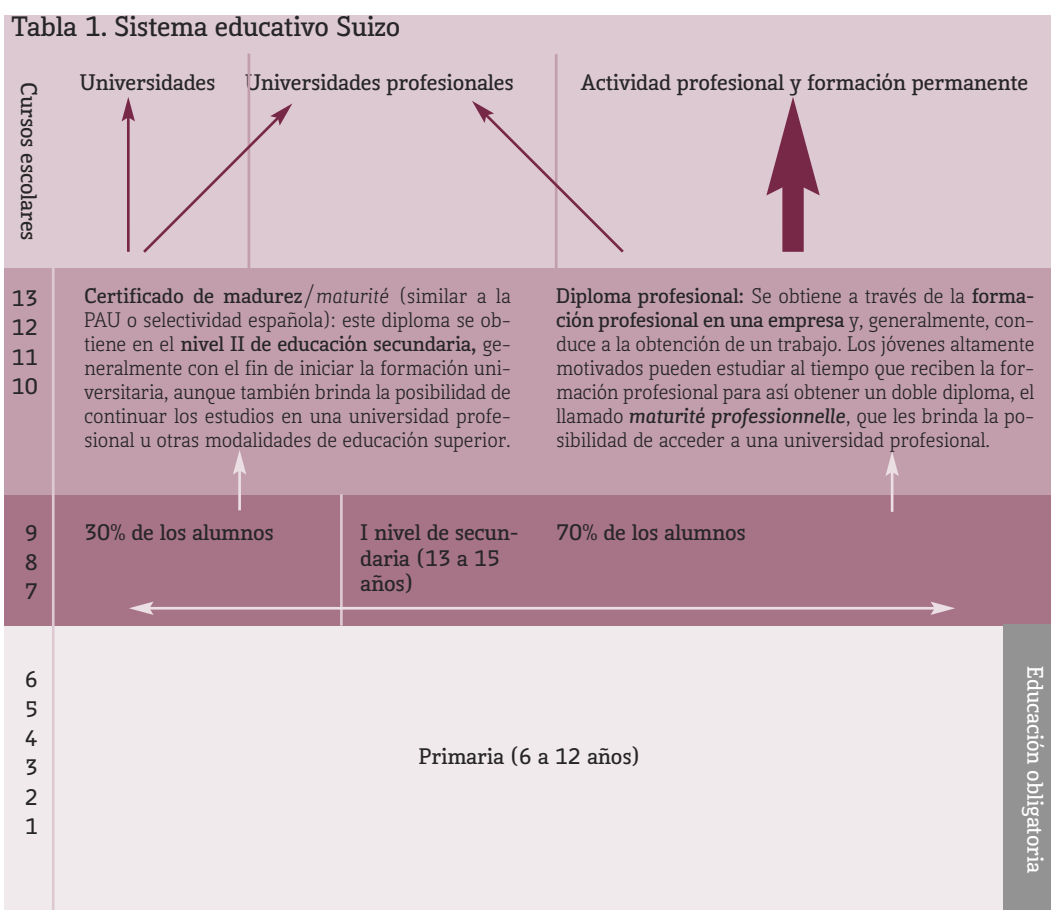 Tabla 1. Sistema educativo Suizo
Cursos escolares
Universidades
Universidades profesionales
Actividad profesional y formación permanente
13
12
11
10
Certificado de madurez/maturité (similar a la
PAU o selectividad española): este diploma se ob-
tiene en el nivel II de educación secundaria, ge-
neralmente con el fin de iniciar la formación uni-
versitaria, aunque también brinda la posibilidad de
continuar los estudios en una universidad profe-
sional u otras modalidades de educación superior.
Diploma profesional: Se obtiene a través de la forma-
ción profesional en una empresa y, generalmente, con-
duce a la obtención de un trabajo. Los jóvenes altamente
motivados pueden estudiar al tiempo que reciben la for-
mación profesional para así obtener un doble diploma, el
llamado maturité professionnelle, que les brinda la po-
sibilidad de acceder a una universidad profesional.
9
8
7
30% de los alumnos
I nivel de secun-
daria (13 a 15
años)
70% de los alumnos
6
5
4
3
2
1
Primaria (6 a 12 años)
Educación obligatoria